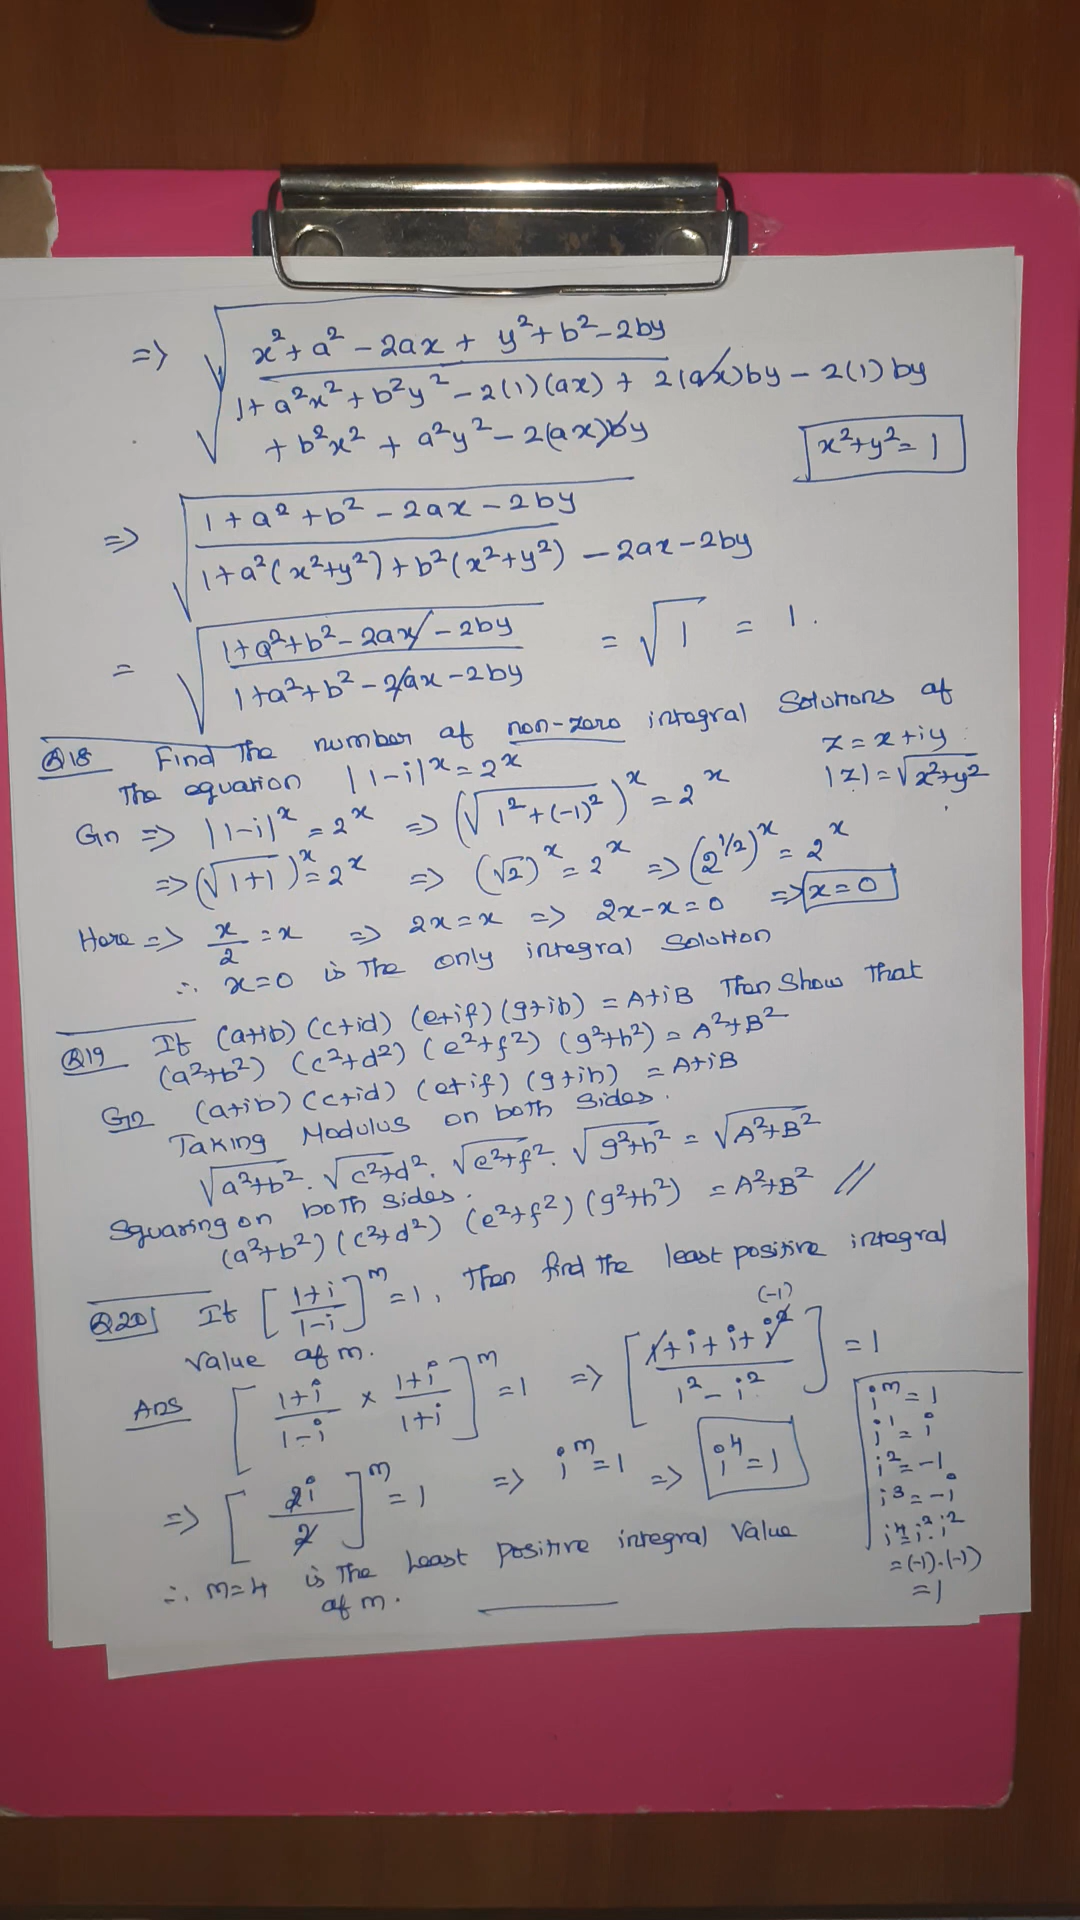 => √ x² + a² - 2ax + y² + b² - 2by
1 + a²x² + b²y² - 2(1)(ax) + 2(ax)by - 2(1)by
+ b²x² + a²y² - 2(ax)by
x² + y² = 1
=> √ 1 + a² + b² - 2ax - 2by
1 + a²(x²+y²) + b²(x²+y²) - 2ax - 2by
= √ 1 + a² + b² - 2ax - 2by = √1 = 1.
1 + a² + b² - 2ax - 2by
Q18 Find The number of non-zero integral Solutions of
The equation |1-i|ˣ = 2ˣ
z = x + iy
|z| = √x²+y²
Gn => |1-i|ˣ = 2ˣ => (√1²+(-1)²)ˣ = 2ˣ
=> (√1+1)ˣ = 2ˣ => (√2)ˣ = 2ˣ => (2^1/2)ˣ = 2ˣ
Here => x/2 = x => 2x = x => 2x - x = 0 => x = 0
∴ x=0 is The only integral Solution
Q19 If (a+ib) (c+id) (e+if) (g+ih) = A+iB Then Show That
(a²+b²) (c²+d²) (e²+f²) (g²+h²) = A²+B²
Gn (a+ib) (c+id) (e+if) (g+ih) = A+iB
Taking Modulus on both Sides.
√a²+b². √c²+d². √e²+f². √g²+h² = √A²+B²
Squaring on both Sides.
(a²+b²) (c²+d²) (e²+f²) (g²+h²) = A²+B² //
Q20] If [1+i/1-i]ᵐ = 1, Then find the least positive integral
Value of m.
Ans [1+i/1-i × 1+i/1+i]ᵐ = 1 => [1+i+i+i²/1²-i²] = 1
(-1)
=> [2i/2]ᵐ = 1 => iᵐ = 1 => i⁴ = 1
∴ m=4 is The Least Positive integral Value
of m.
iᵐ = 1
i¹ = i
i² = -1
i³ = -i
i⁴ = i².i²
= (-1).(-1)
= 1